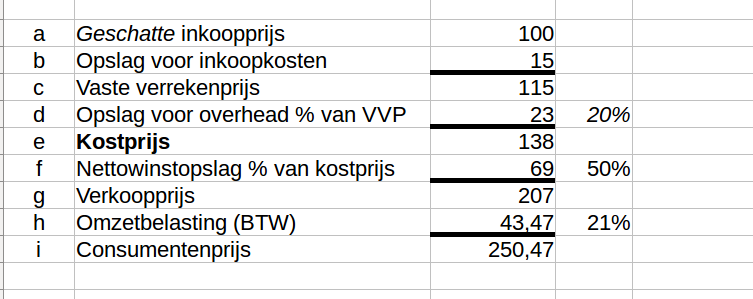 a Geschatte inkoopprijs 100
b Opslag voor inkoopkosten 15
c Vaste verrekenprijs 115
d Opslag voor overhead % van VVP 23 20%
e Kostprijs 138
f Nettowinstopslag % van kostprijs 69 50%
g Verkoopprijs 207
h Omzetbelasting (BTW) 43,47 21%
i Consumentenprijs 250,47